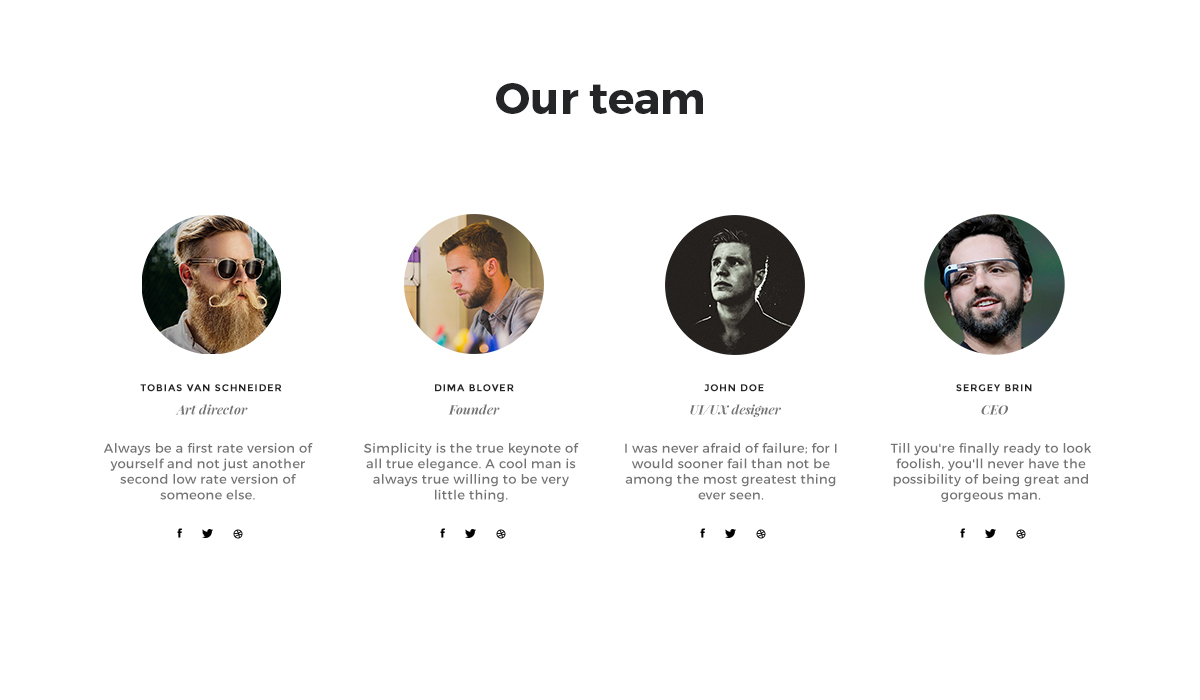 Our team
TOBIAS VAN SCHNEIDER
Art director
Always be a first rate version of
yourself and not just another
second low rate version of
someone else.
DIMA BLOVER
Founder
Simplicity is the true keynote of
all true elegance. A cool man is
always true willing to be very
little thing.
JOHN DOE
UI/UX designer
I was never afraid of failure; for I
would sooner fail than not be
among the most greatest thing
ever seen.
SERGEY BRIN
CEO
Till you're finally ready to look
foolish, you'll never have the
possibility of being great and
gorgeous man.